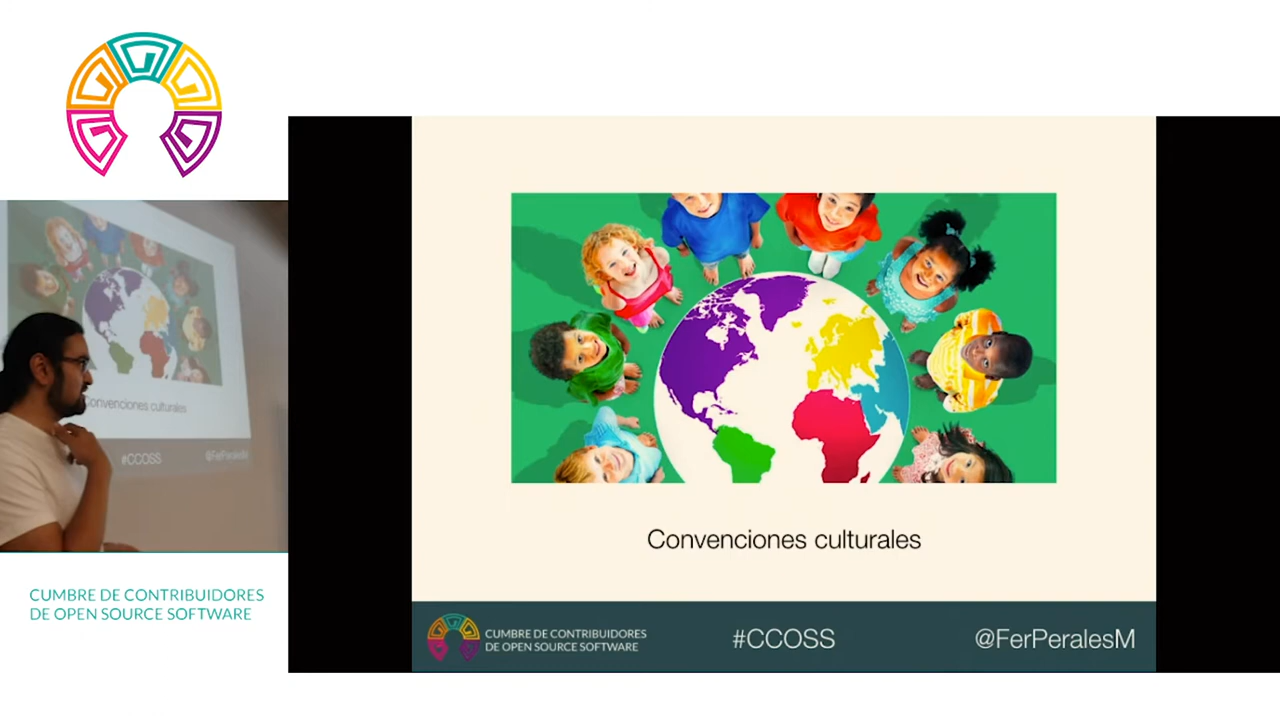 Convenciones culturales
#CCOSS
@FerPeralesM
CUMBRE DE CONTRIBUIDORES
DE OPEN SOURCE SOFTWARE
Convenciones culturales
CUMBRE DE CONTRIBUIDORES
DE OPEN SOURCE SOFTWARE
#CCOSS
@FerPeralesM